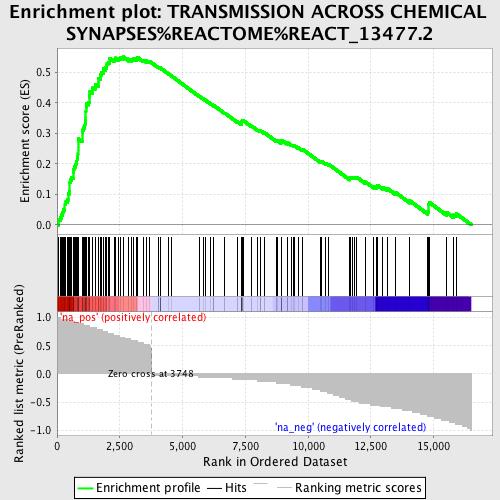 Enrichment plot: TRANSMISSION ACROSS CHEMICAL
SYNAPSES%REACTOME%REACT_13477.2
Enrichment score (ES)
0.5
0.4
0.3
0.2
0.1
0.0
Ranked list metric (PreRanked)
1.0
0.5
0.0
-0.5
-1.0
'na_pos' (positively correlated)
Zero cross at 3748
'na_neg' (negatively correlated)
0
2,500
5,000
7,500
10,000
12,500
15,000
Rank in Ordered Dataset
Enrichment profile
Hits
Ranking metric scores